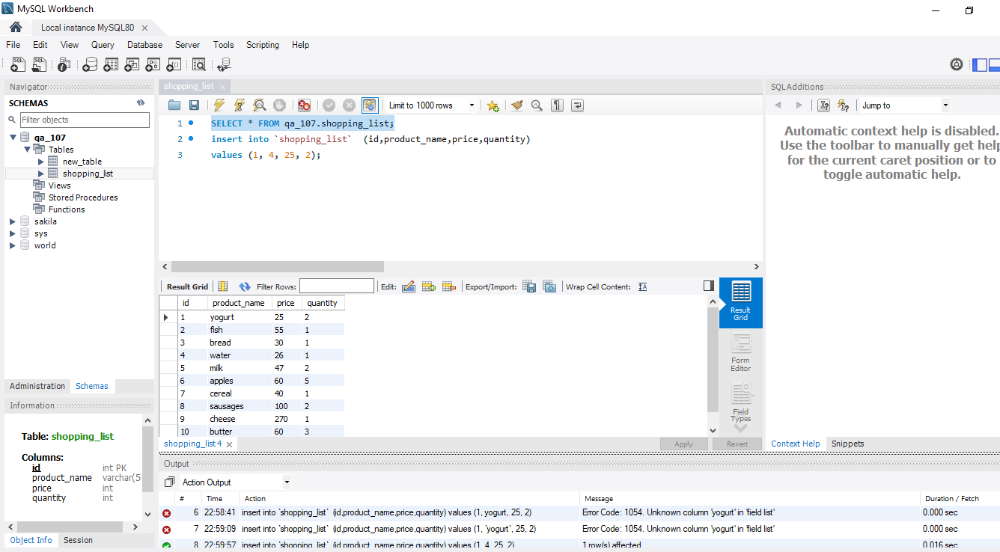 MySQL Workbench
Local instance MySQL80
File Edit View Query Database Server Tools Scripting Help
Navigator
SCHEMAS
Filter objects
qa_107
Tables
new_table
shopping_list
Views
Stored Procedures
Functions
sakila
sys
world
Administration Schemas
Information
Table: shopping_list
Columns:
id int PK
product_name varchar(5
price int
quantity int
Object Info Session
shopping_list
Limit to 1000 rows
1 SELECT * FROM qa_107.shopping_list;
2 insert into `shopping_list` (id,product_name,price,quantity)
3 values (1, 4, 25, 2);
Result Grid Filter Rows: Edit: Export/Import: Wrap Cell Content:
id product_name price quantity
1 yogurt 25 2
2 fish 55 1
3 bread 30 1
4 water 26 1
5 milk 47 2
6 apples 60 5
7 cereal 40 1
8 sausages 100 2
9 cheese 270 1
10 butter 60 3
Result
Grid
Form
Editor
Field
Types
shopping_list 4 Apply Revert
SQLAdditions
Jump to
Automatic context help is disabled.
Use the toolbar to manually get help
for the current caret position or to
toggle automatic help.
Context Help Snippets
Output
Action Output
# Time Action Message Duration / Fetch
6 22:58:41 insert into `shopping_list` (id,product_name,price,quantity) values (1, yogurt, 25, 2) Error Code: 1054. Unknown column 'yogurt' in 'field list' 0.000 sec
7 22:59:09 insert into `shopping_list` (id,product_name,price,quantity) values (1, `yogurt`, 25, 2) Error Code: 1054. Unknown column 'yogurt' in 'field list' 0.000 sec
8 22:59:57 insert into `shopping_list` (id,product_name,price,quantity) values (1, 4, 25, 2) 1 row(s) affected 0.016 sec